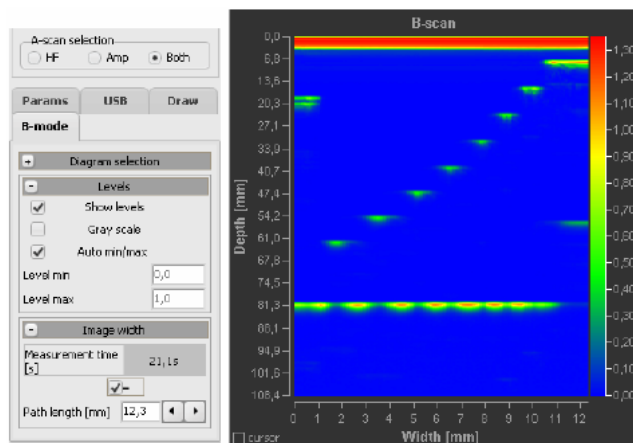 A-scan selection
HF Amp Both
Params USB Draw
B-mode
+ Diagram selection
- Levels
Show levels
Gray scale
Auto min/max
Level min 0,0
Level max 1,0
- Image width
Measurement time [s] 21,1s
Path length [mm] 12,3
B-scan
0,0
6,8
13,6
20,3
27,1
33,9
40,7
47,4
54,2
61,0
67,8
74,5
81,3
88,1
94,9
101,6
108,4
Depth [mm]
0 1 2 3 4 5 6 7 8 9 10 11 12
Width [mm]
cursor
1,30
1,20
1,10
1,00
0,90
0,80
0,70
0,60
0,50
0,40
0,30
0,20
0,10
0,00